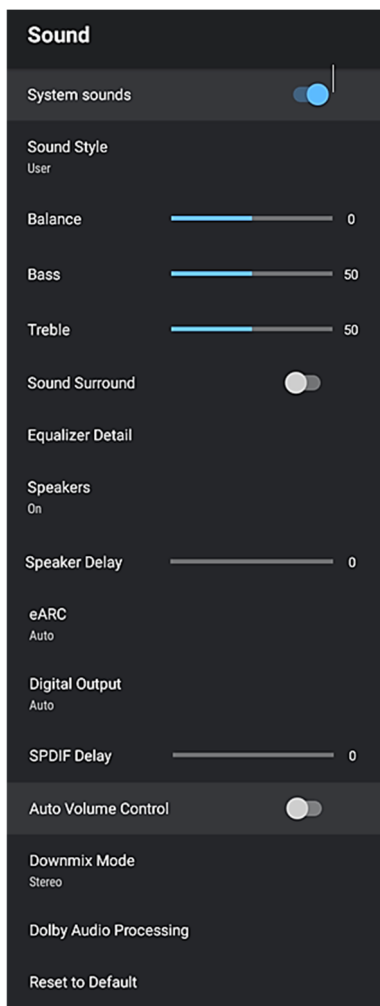 Sound
System sounds
Sound Style
User
Balance 0
Bass 50
Treble 50
Sound Surround
Equalizer Detail
Speakers
On
Speaker Delay 0
eARC
Auto
Digital Output
Auto
SPDIF Delay 0
Auto Volume Control
Downmix Mode
Stereo
Dolby Audio Processing
Reset to Default